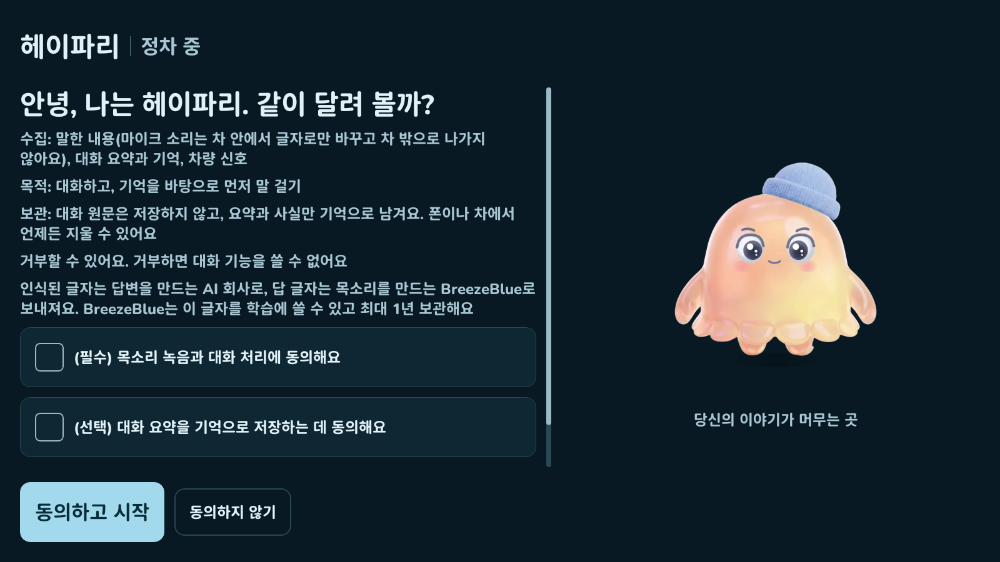 헤이파리 정차 중
안녕, 나는 헤이파리. 같이 달려 볼까?
수집: 말한 내용(마이크 소리는 차 안에서 글자로만 바꾸고 차 밖으로 나가지
않아요), 대화 요약과 기억, 차량 신호
목적: 대화하고, 기억을 바탕으로 먼저 말 걸기
보관: 대화 원문은 저장하지 않고, 요약과 사실만 기억으로 남겨요. 폰이나 차에서
언제든 지울 수 있어요
거부할 수 있어요. 거부하면 대화 기능을 쓸 수 없어요
인식된 글자는 답변을 만드는 AI 회사로, 답 글자는 목소리를 만드는 BreezeBlue로
보내져요. BreezeBlue는 이 글자를 학습에 쓸 수 있고 최대 1년 보관해요
(필수) 목소리 녹음과 대화 처리에 동의해요
(선택) 대화 요약을 기억으로 저장하는 데 동의해요
동의하고 시작
동의하지 않기
당신의 이야기가 머무는 곳